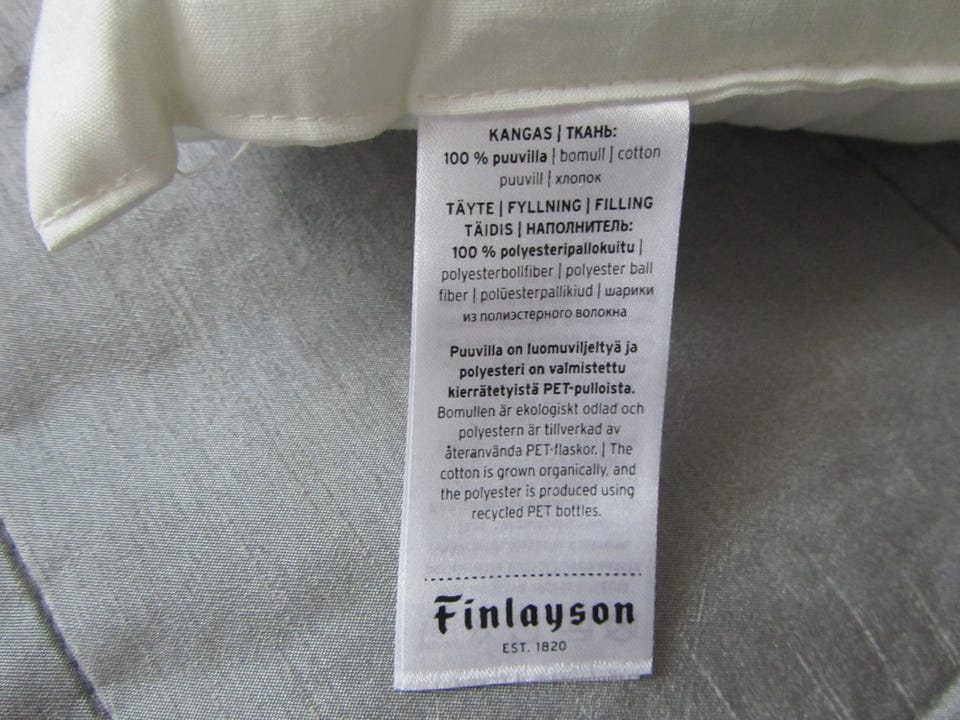 KANGAS | ТКАНЬ:
100 % puuvilla | bomull | cotton
puuvill | хлопок
TÄYTE | FYLLNING | FILLING
TÄIDIS | НАПОЛНИТЕЛЬ:
100 % polyesteripallokuitu |
polyesterbollfiber | polyester ball
fiber | polüesterpallikiud | шарики
из полиэстерного волокна
Puuvilla on luomuviljeltyä ja
polyesteri on valmistettu
kierrätetyistä PET-pulloista.
Bomullen är ekologiskt odlad och
polyestern är tillverkad av
återanvända PET-flaskor. | The
cotton is grown organically, and
the polyester is produced using
recycled PET bottles.
Finlayson
EST. 1820